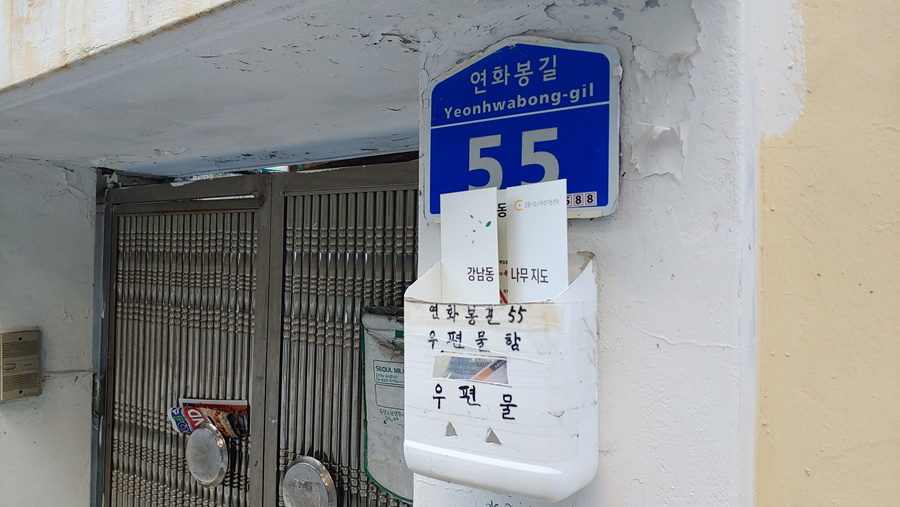 연화봉길
Yeonhwabong-gil
55
동
588
강남동
나무지도
연화봉길 55
우편물함
우편물
SEOUL MIL